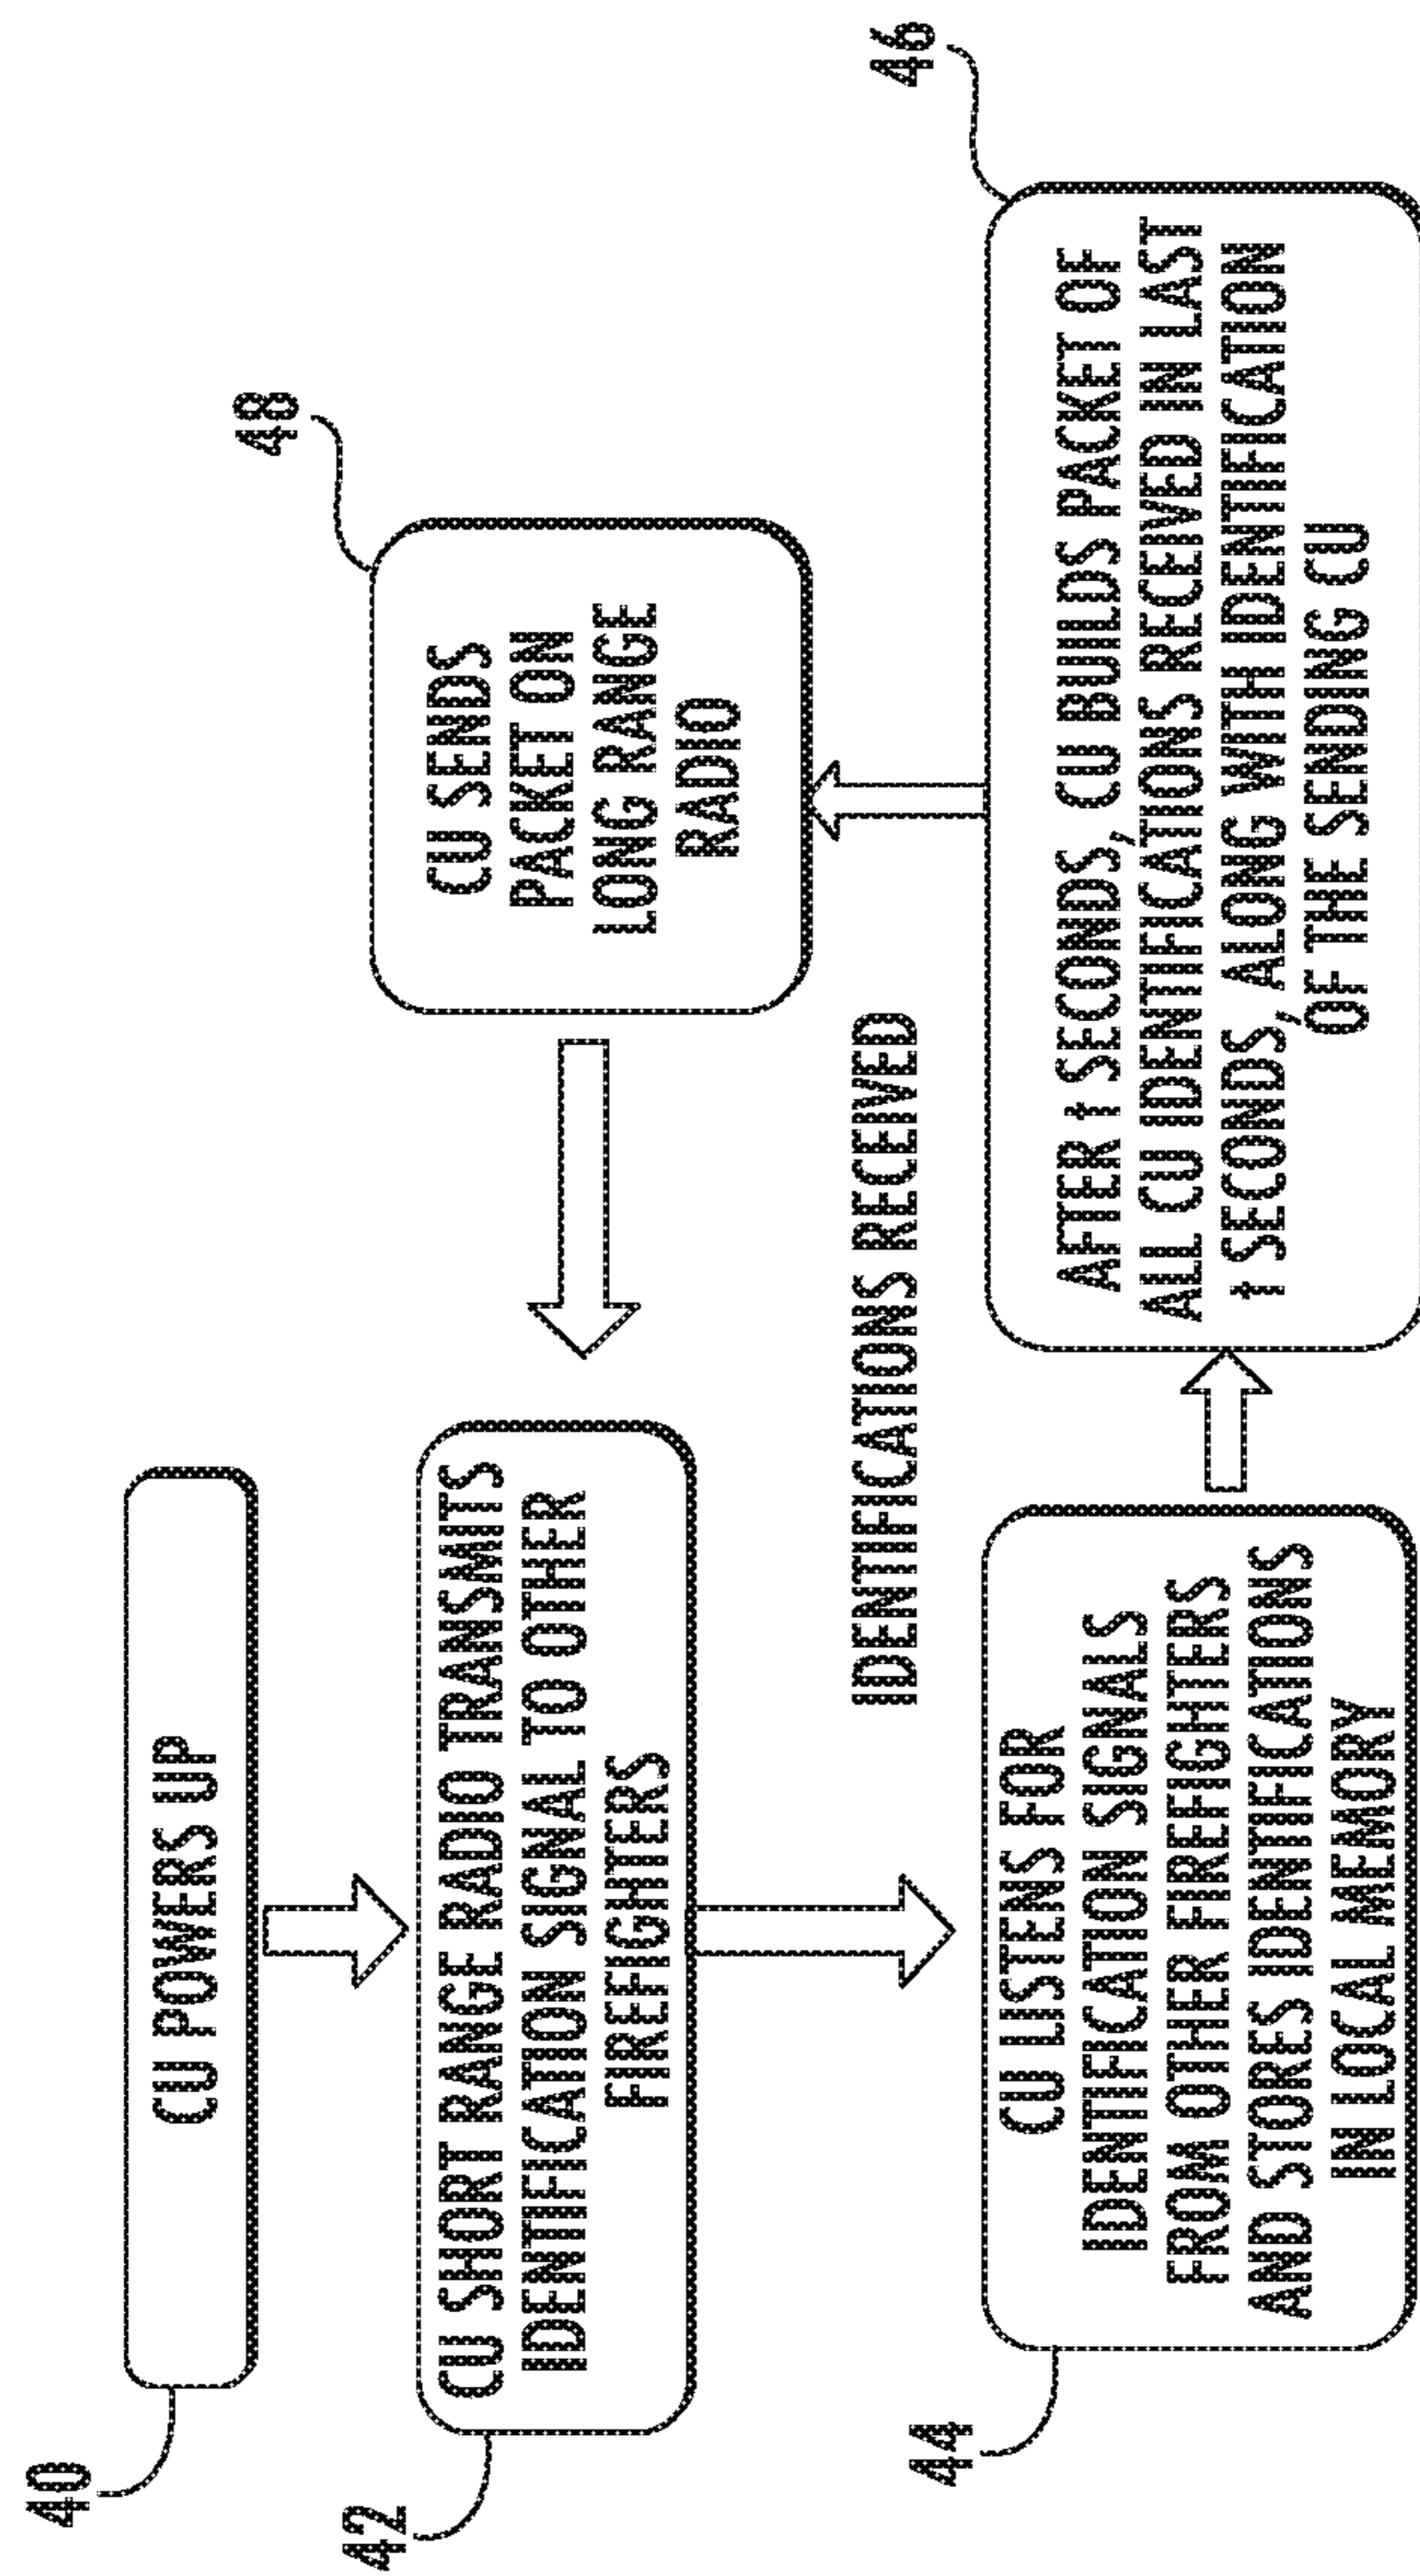 40
CU POWERS UP
42
CU SHORT RANGE RADIO TRANSMITS
IDENTIFICATION SIGNAL TO OTHER
FIREFIGHTERS
44
CU LISTENS FOR
IDENTIFICATION SIGNALS
FROM OTHER FIREFIGHTERS
AND STORES IDENTIFICATIONS
IN LOCAL MEMORY
IDENTIFICATIONS RECEIVED
46
AFTER t SECONDS, CU BUILDS PACKET OF
ALL CU IDENTIFICATIONS RECEIVED IN LAST
t SECONDS, ALONG WITH IDENTIFICATION
OF THE SENDING CU
48
CU SENDS
PACKET ON
LONG RANGE
RADIO